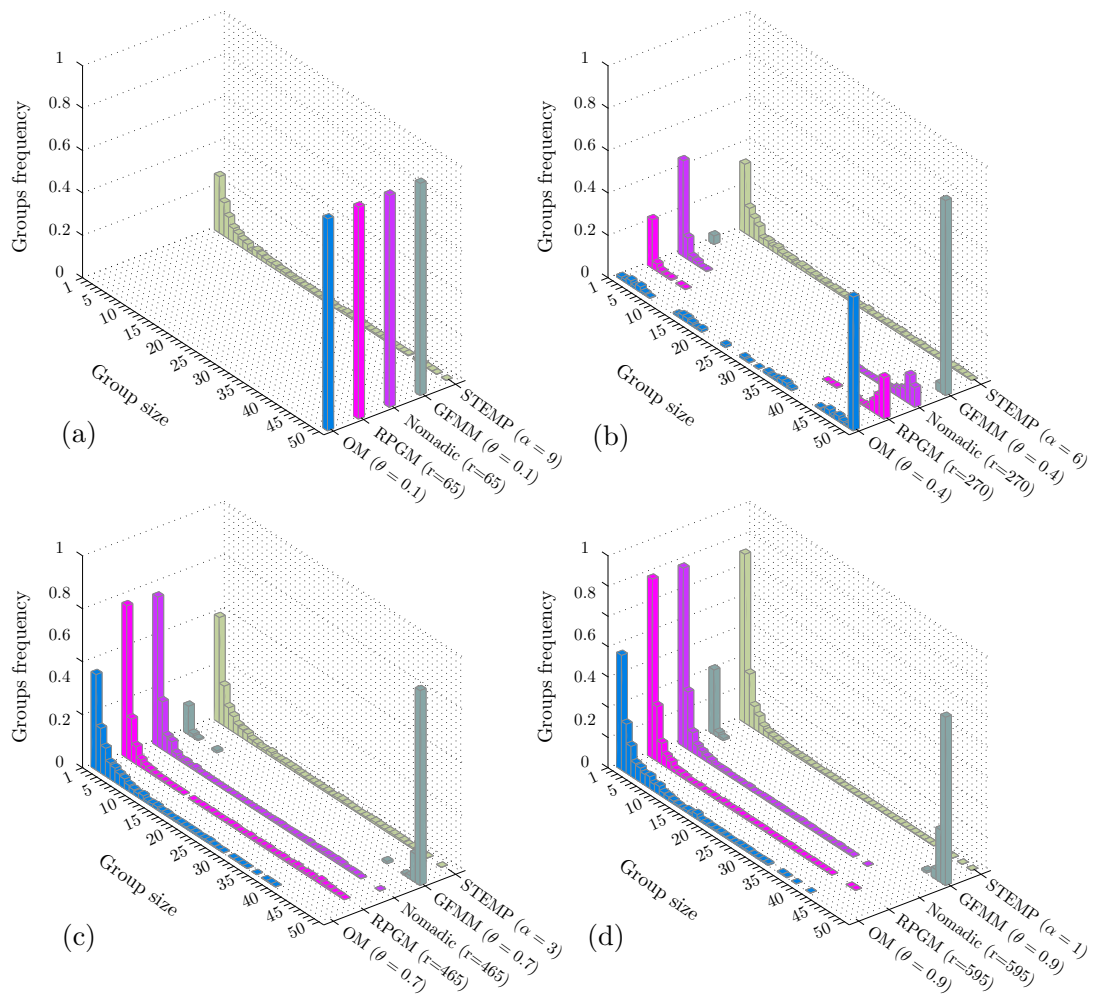 1
0.8
0.6
0.4
0.2
0
Groups frequency
1
5
10
15
20
25
30
35
40
45
50
Group size
OM (θ = 0.1)
RPGM (r=65)
Nomadic (r=65)
GFMM (θ = 0.1)
STEMP (α = 9)
(a)
1
0.8
0.6
0.4
0.2
0
Groups frequency
1
5
10
15
20
25
30
35
40
45
50
Group size
OM (θ = 0.4)
RPGM (r=270)
Nomadic (r=270)
GFMM (θ = 0.4)
STEMP (α = 6)
(b)
1
0.8
0.6
0.4
0.2
0
Groups frequency
1
5
10
15
20
25
30
35
40
45
50
Group size
OM (θ = 0.7)
RPGM (r=465)
Nomadic (r=465)
GFMM (θ = 0.7)
STEMP (α = 3)
(c)
1
0.8
0.6
0.4
0.2
0
Groups frequency
1
5
10
15
20
25
30
35
40
45
50
Group size
OM (θ = 0.9)
RPGM (r=595)
Nomadic (r=595)
GFMM (θ = 0.9)
STEMP (α = 1)
(d)